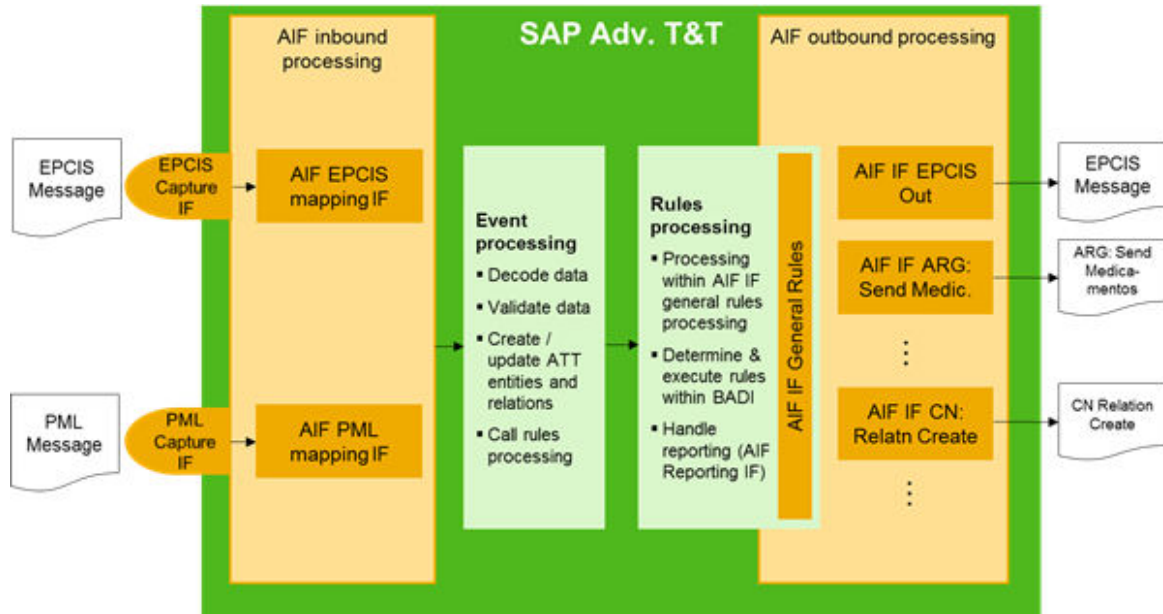 SAP Adv. T&T
AIF inbound
processing
AIF outbound processing
EPCIS
Message
EPCIS
Capture
IF
AIF EPCIS
mapping IF
PML
Message
PML
Capture
IF
AIF PML
mapping IF
Event
processing
▪ Decode data
▪ Validate data
▪ Create /
update ATT
entities and
relations
▪ Call rules
processing
Rules
processing
▪ Processing
within AIF IF
general rules
processing
▪ Determine &
execute rules
within BADI
▪ Handle
reporting (AIF
Reporting IF)
AIF IF General Rules
AIF IF EPCIS
Out
AIF IF ARG:
Send Medic.
⋮
AIF IF CN:
Relatn Create
⋮
EPCIS
Message
ARG: Send
Medica-
mentos
CN Relation
Create